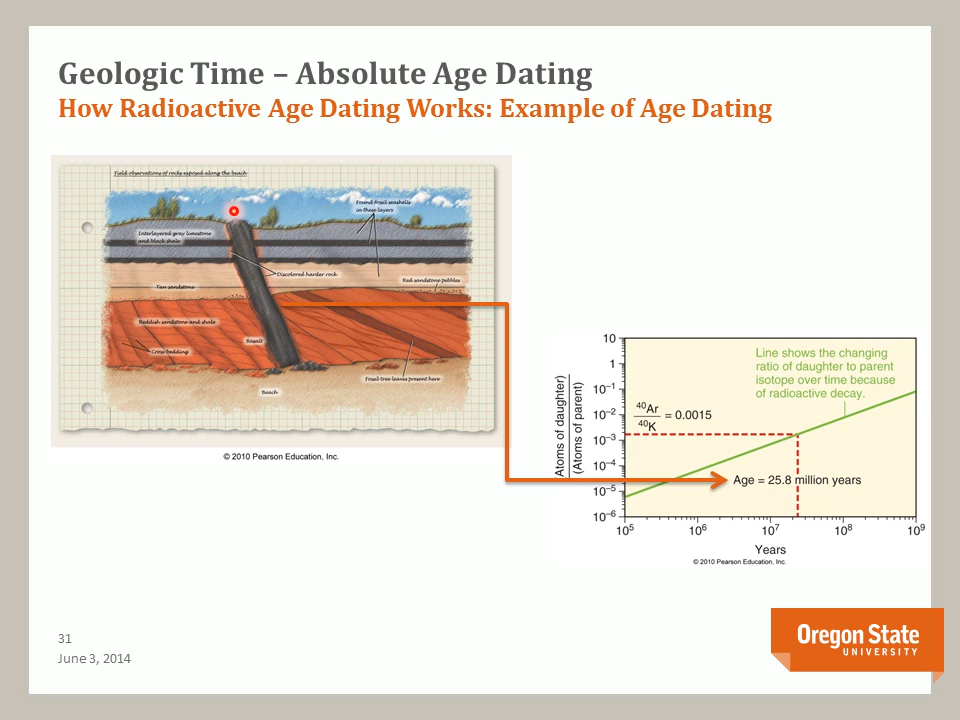 Geologic Time – Absolute Age Dating
How Radioactive Age Dating Works: Example of Age Dating
Field observations of rocks exposed along the beach
Found fossil seashells
in these layers
Interlayered gray limestone
and black shale
Discolored harder rock
Red sandstone pebbles
Tan sandstone
Reddish sandstone and shale
Basalt
Cross-bedding
Fossil tree leaves present here
Beach
© 2010 Pearson Education, Inc.
10
1
10–1
10–2
10–3
10–4
10–5
10–6
Atoms of daughter)
(Atoms of parent)
Line shows the changing
ratio of daughter to parent
isotope over time because
of radioactive decay.
40Ar
40K
= 0.0015
Age = 25.8 million years
105
106
107
108
109
Years
© 2010 Pearson Education, Inc.
31
June 3, 2014
Oregon State
UNIVERSITY